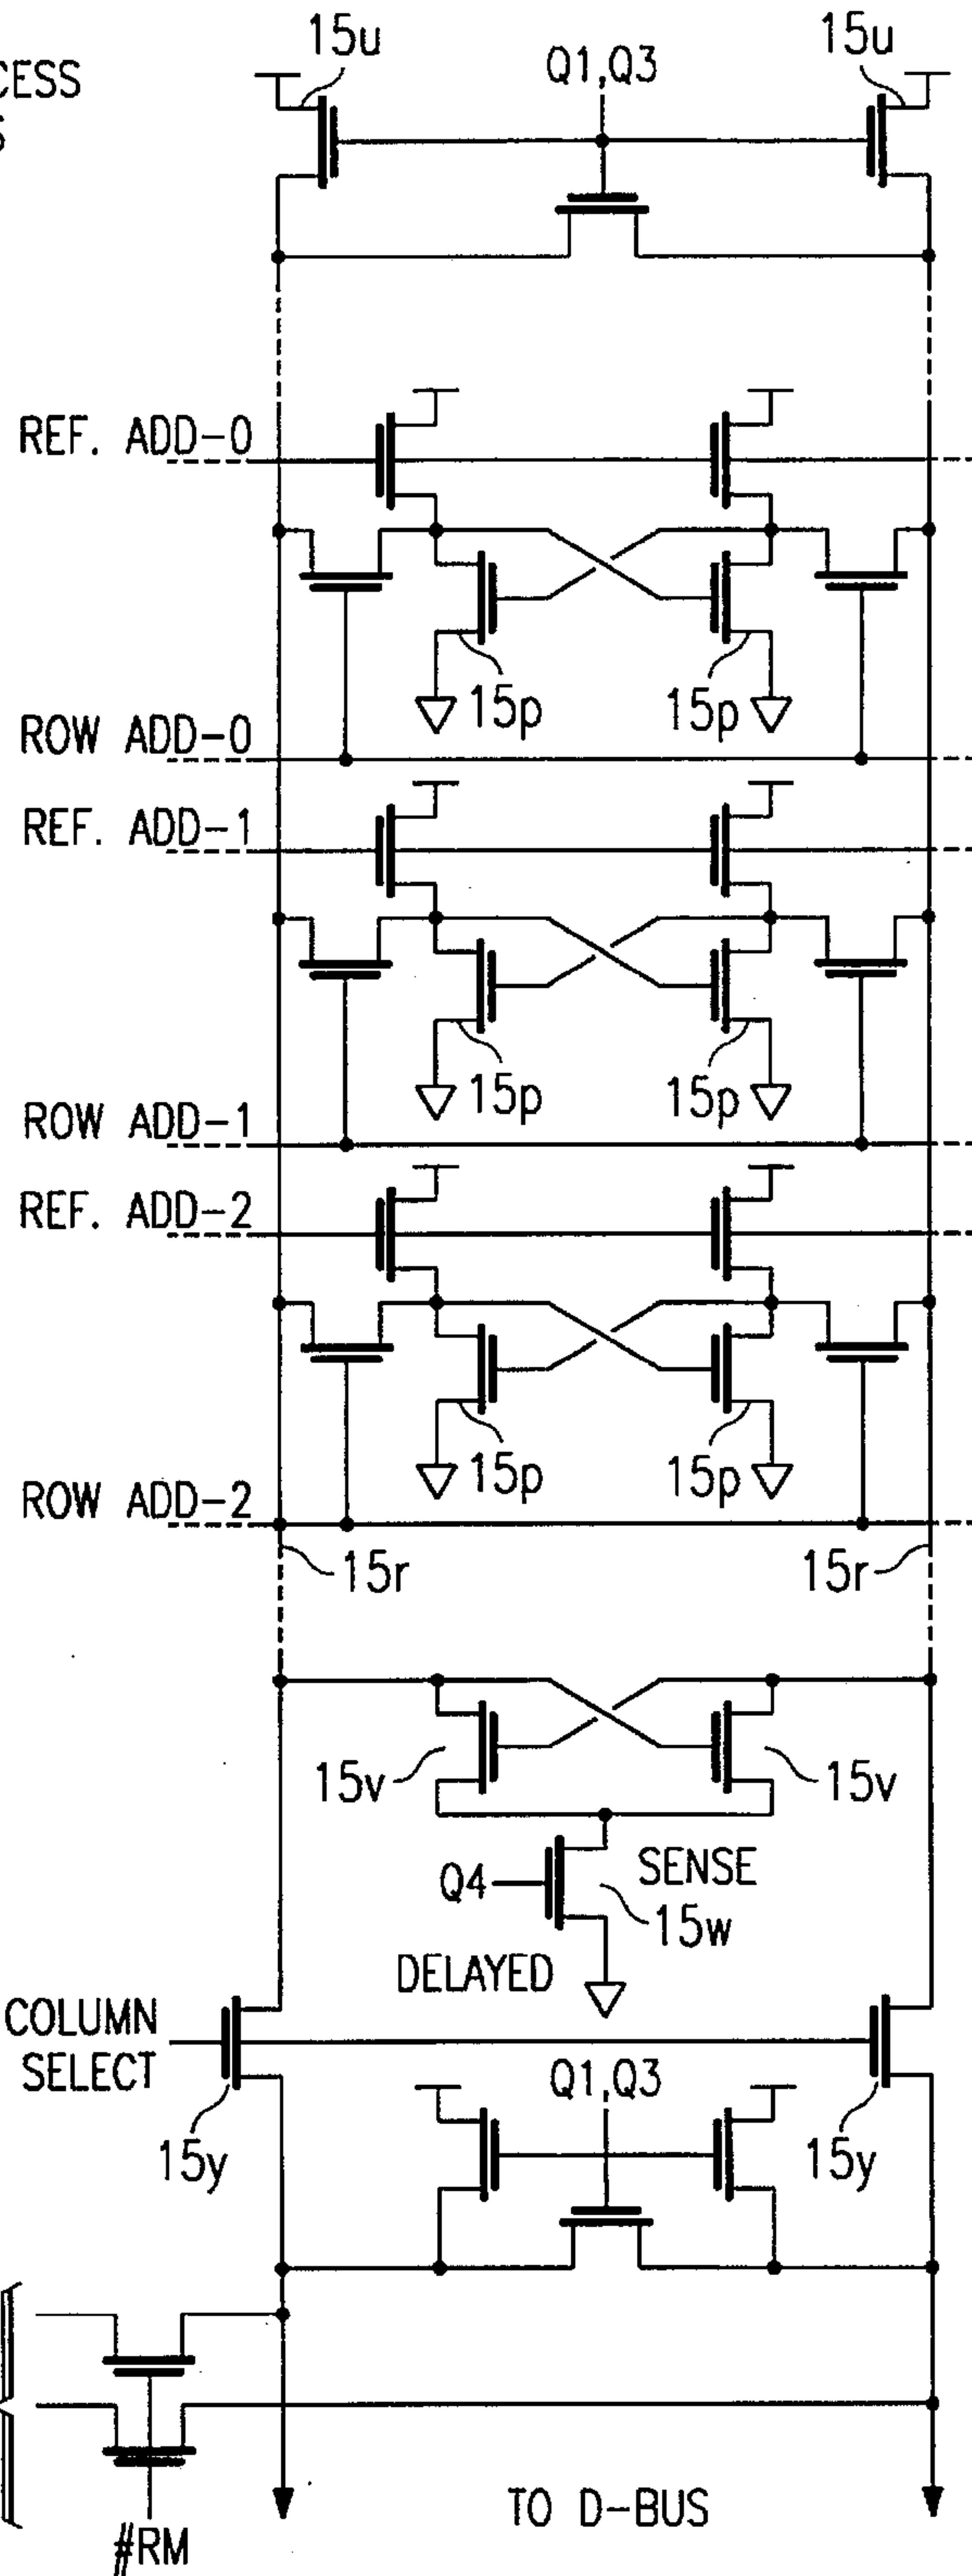 15u
15u
Q1,Q3
REF. ADD-0
15p
15p
ROW ADD-0
REF. ADD-1
15p
15p
ROW ADD-1
REF. ADD-2
15p
15p
ROW ADD-2
15r
15r
15v
15v
Q4
SENSE
15w
DELAYED
COLUMN
SELECT
Q1,Q3
15y
15y
TO D-BUS
#RM